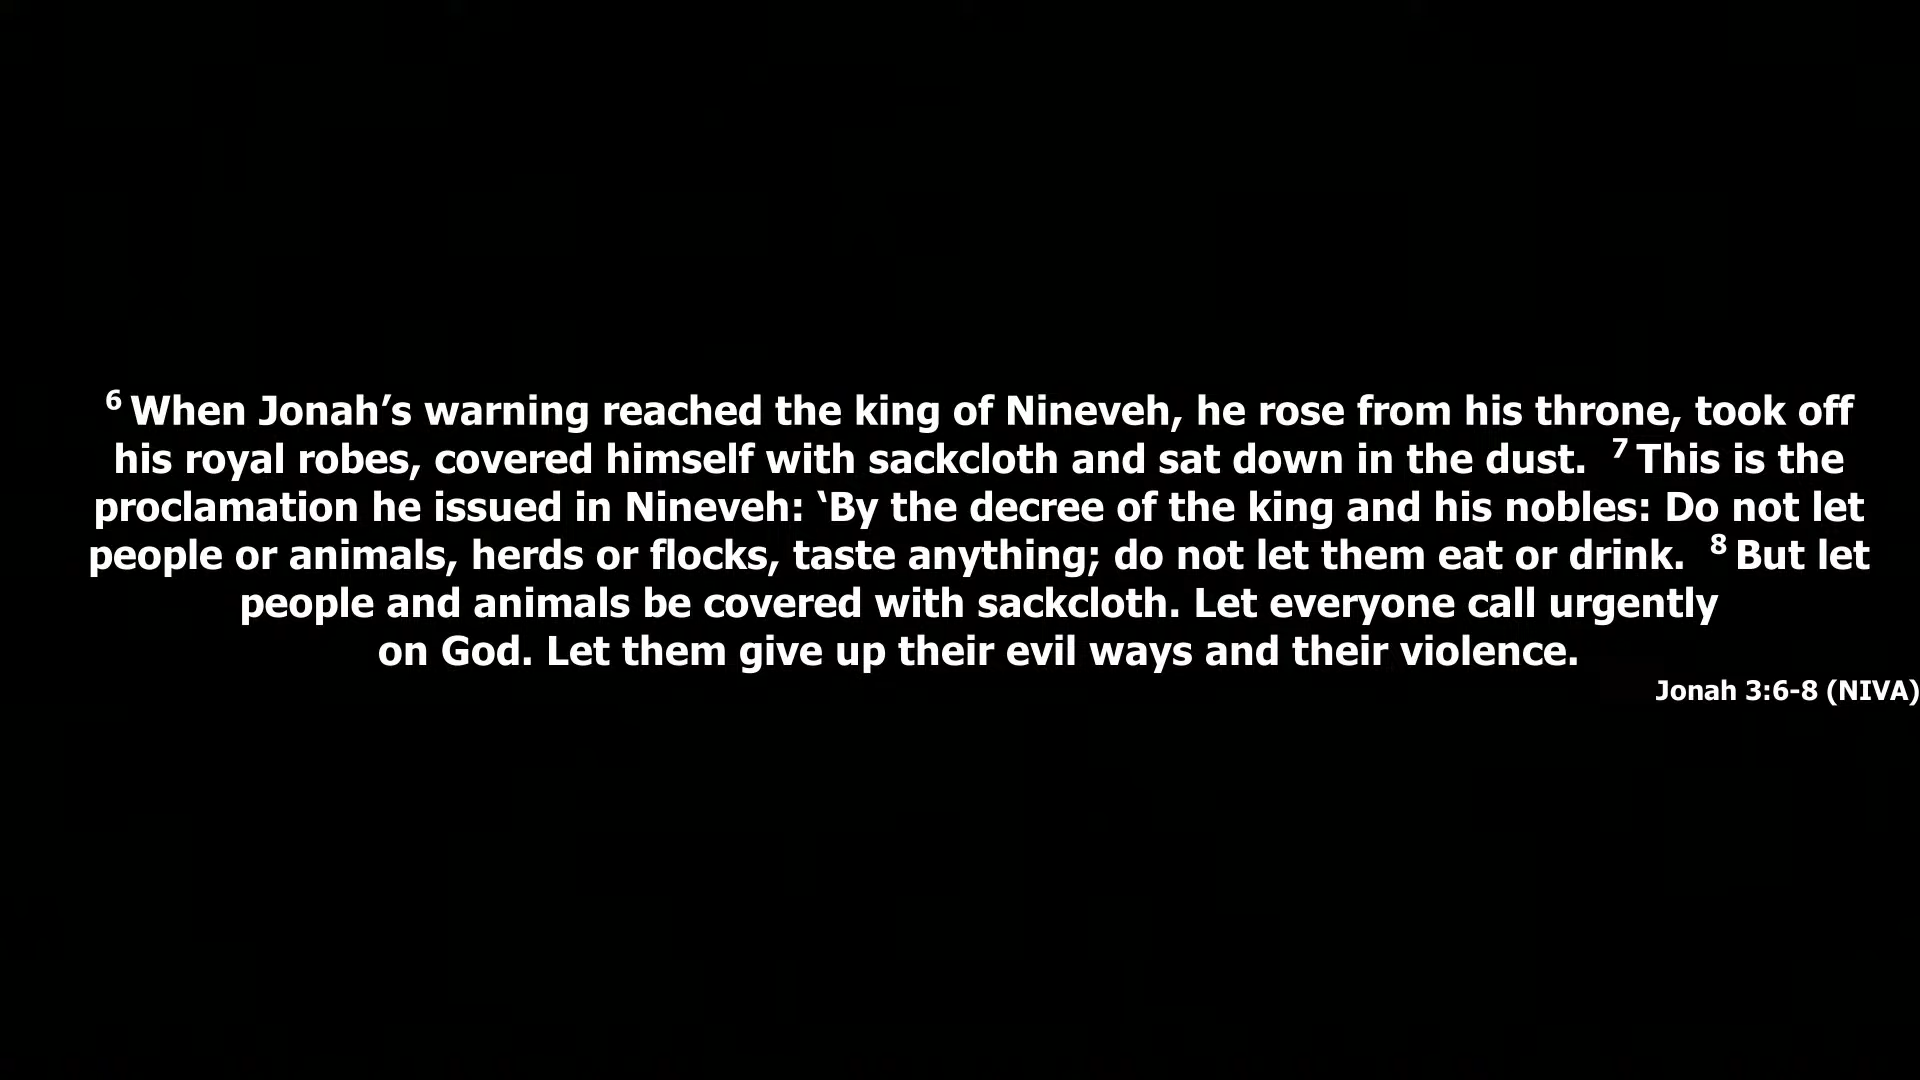 6 When Jonah’s warning reached the king of Nineveh, he rose from his throne, took off
his royal robes, covered himself with sackcloth and sat down in the dust. 7 This is the
proclamation he issued in Nineveh: ‘By the decree of the king and his nobles: Do not let
people or animals, herds or flocks, taste anything; do not let them eat or drink. 8 But let
people and animals be covered with sackcloth. Let everyone call urgently
on God. Let them give up their evil ways and their violence.
Jonah 3:6-8 (NIVA)